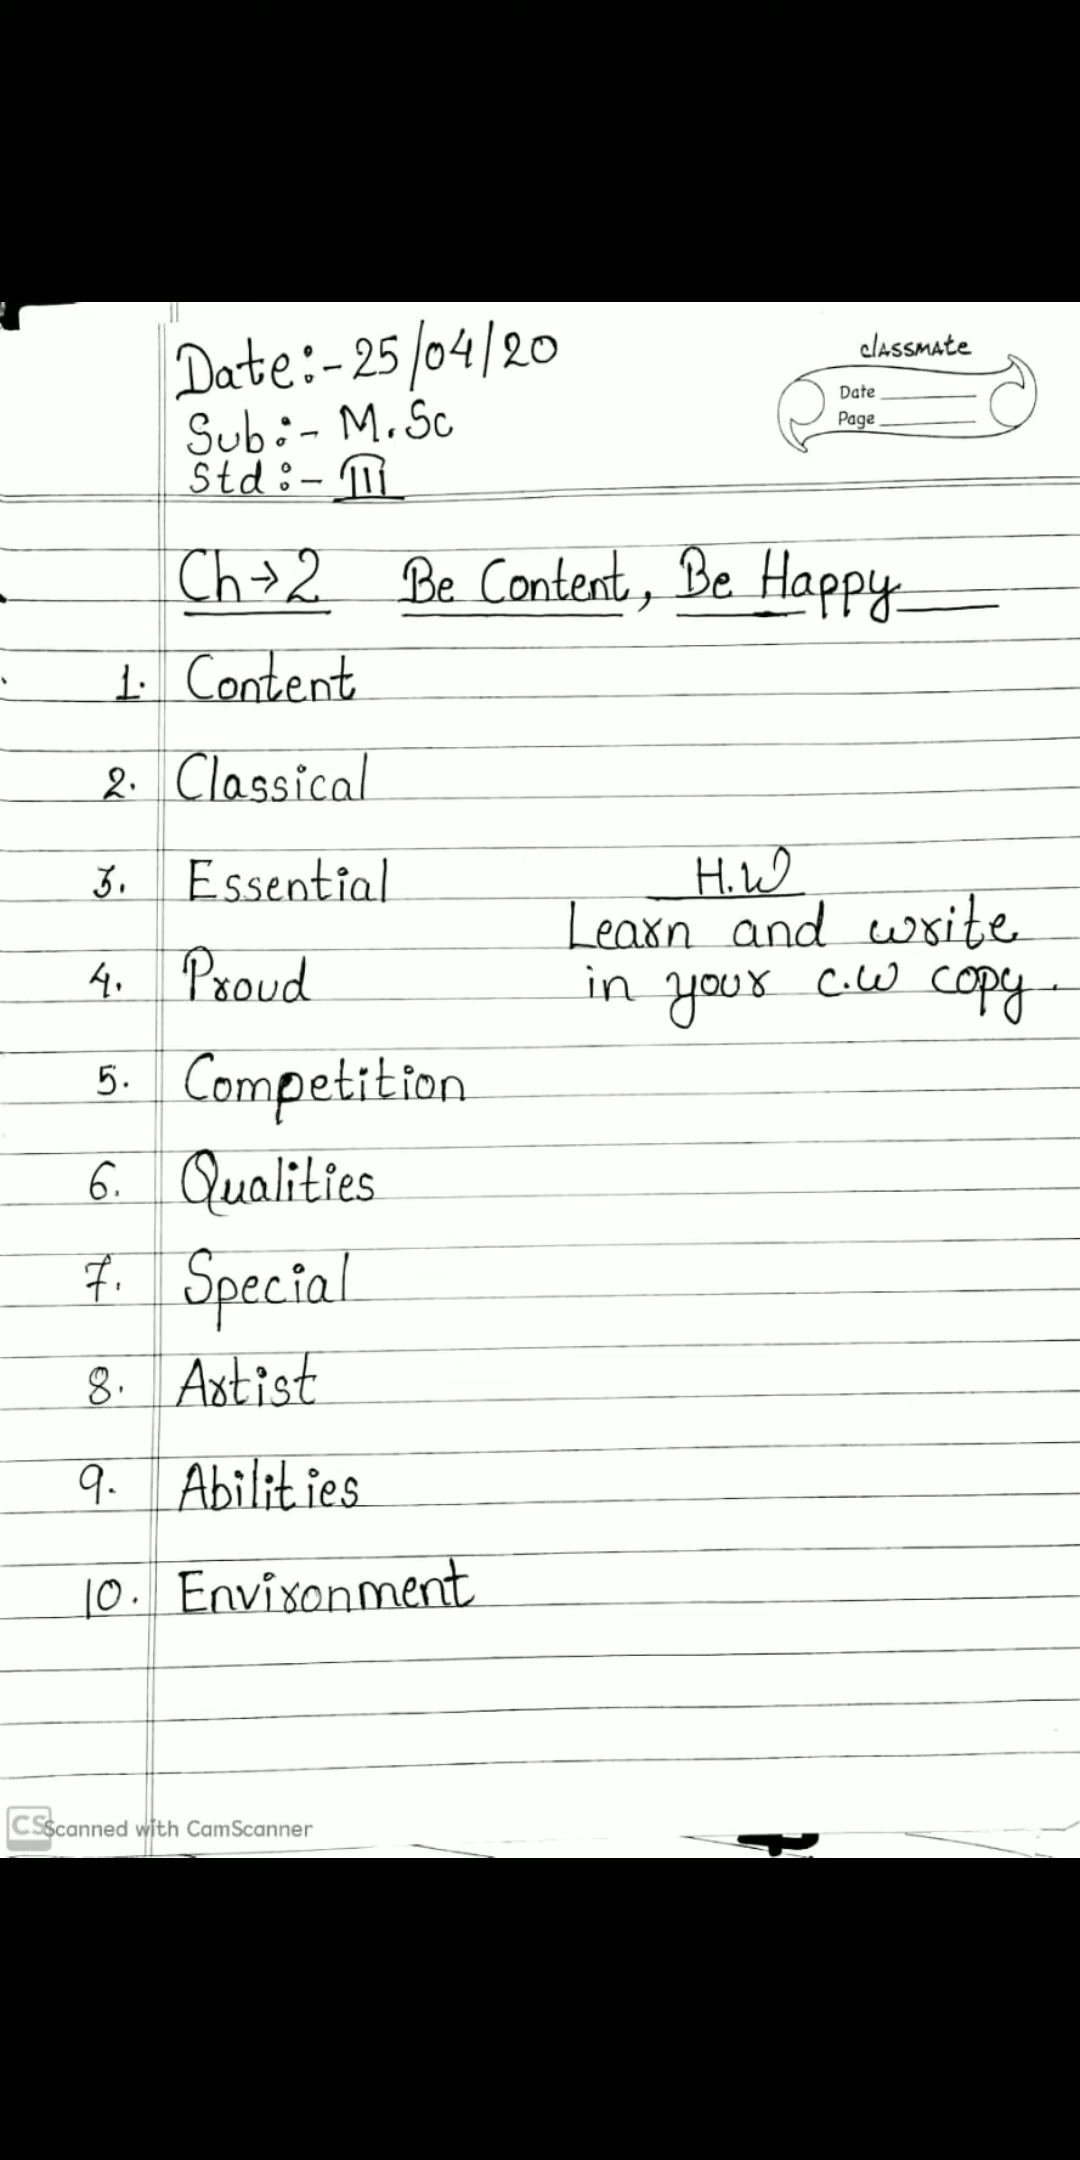 Date:-25/04/20
classmate
Date
Page
Sub:- M.Sc
Std:- III
Ch→2 Be Content, Be Happy
1. Content
2. Classical
3. Essential
H.W
Learn and write
4. Proud
in your c.w copy.
5. Competition
6. Qualities
7. Special
8. Artist
9. Abilities
10. Environment
CS Scanned with CamScanner